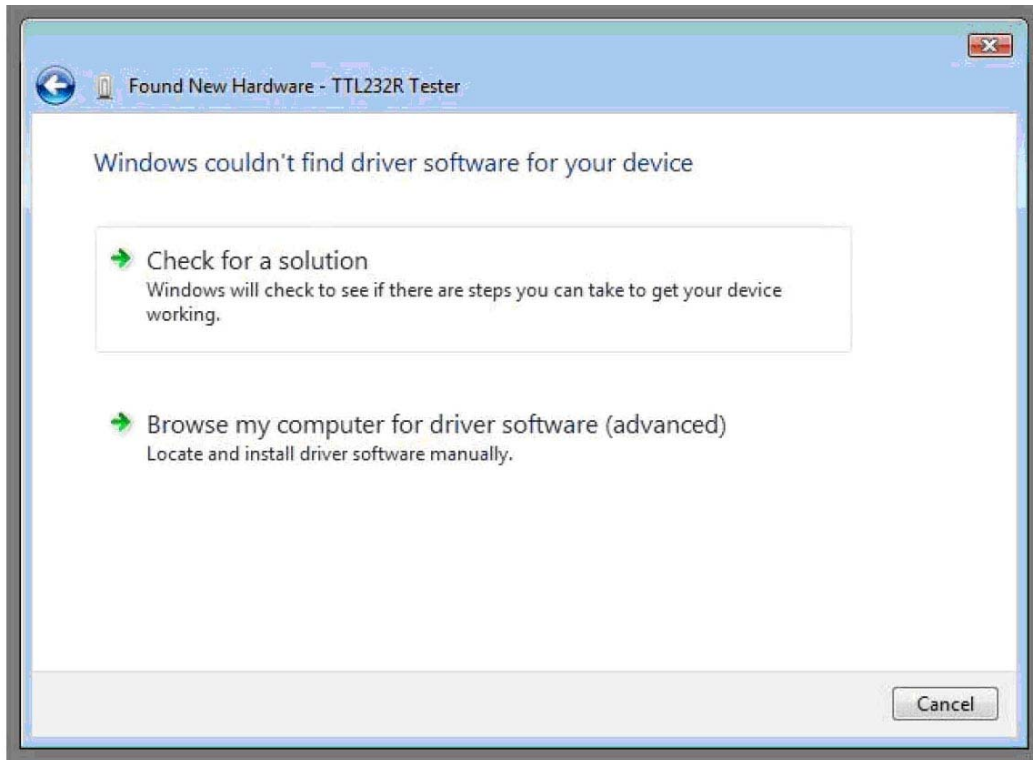 Found New Hardware - TTL232R Tester
Windows couldn't find driver software for your device
Check for a solution
Windows will check to see if there are steps you can take to get your device
working.
Browse my computer for driver software (advanced)
Locate and install driver software manually.
Cancel